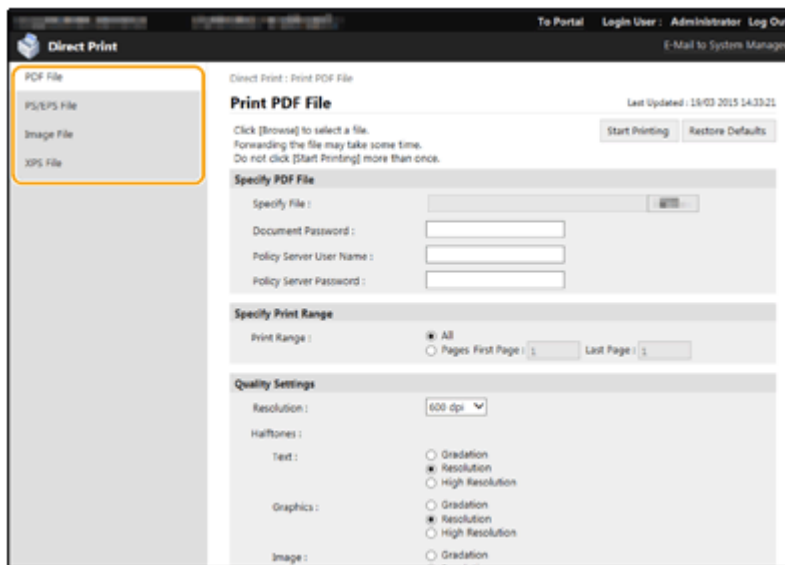 To Portal Login User : Administrator Log Ou
Direct Print
E-Mail to System Manage
PDF File
PS/EPS File
Image File
XPS File
Direct Print : Print PDF File
Print PDF File
Last Updated : 19/03 2015 14:33:21
Click [Browse] to select a file.
Forwarding the file may take some time.
Do not click [Start Printing] more than once.
Start Printing Restore Defaults
Specify PDF File
Specify File :
Document Password :
Policy Server User Name :
Policy Server Password :
Specify Print Range
Print Range :
All
Pages First Page : 1 Last Page : 1
Quality Settings
Resolution : 600 dpi
Halftones :
Text :
Gradation
Resolution
High Resolution
Graphics :
Gradation
Resolution
High Resolution
Image :
Gradation